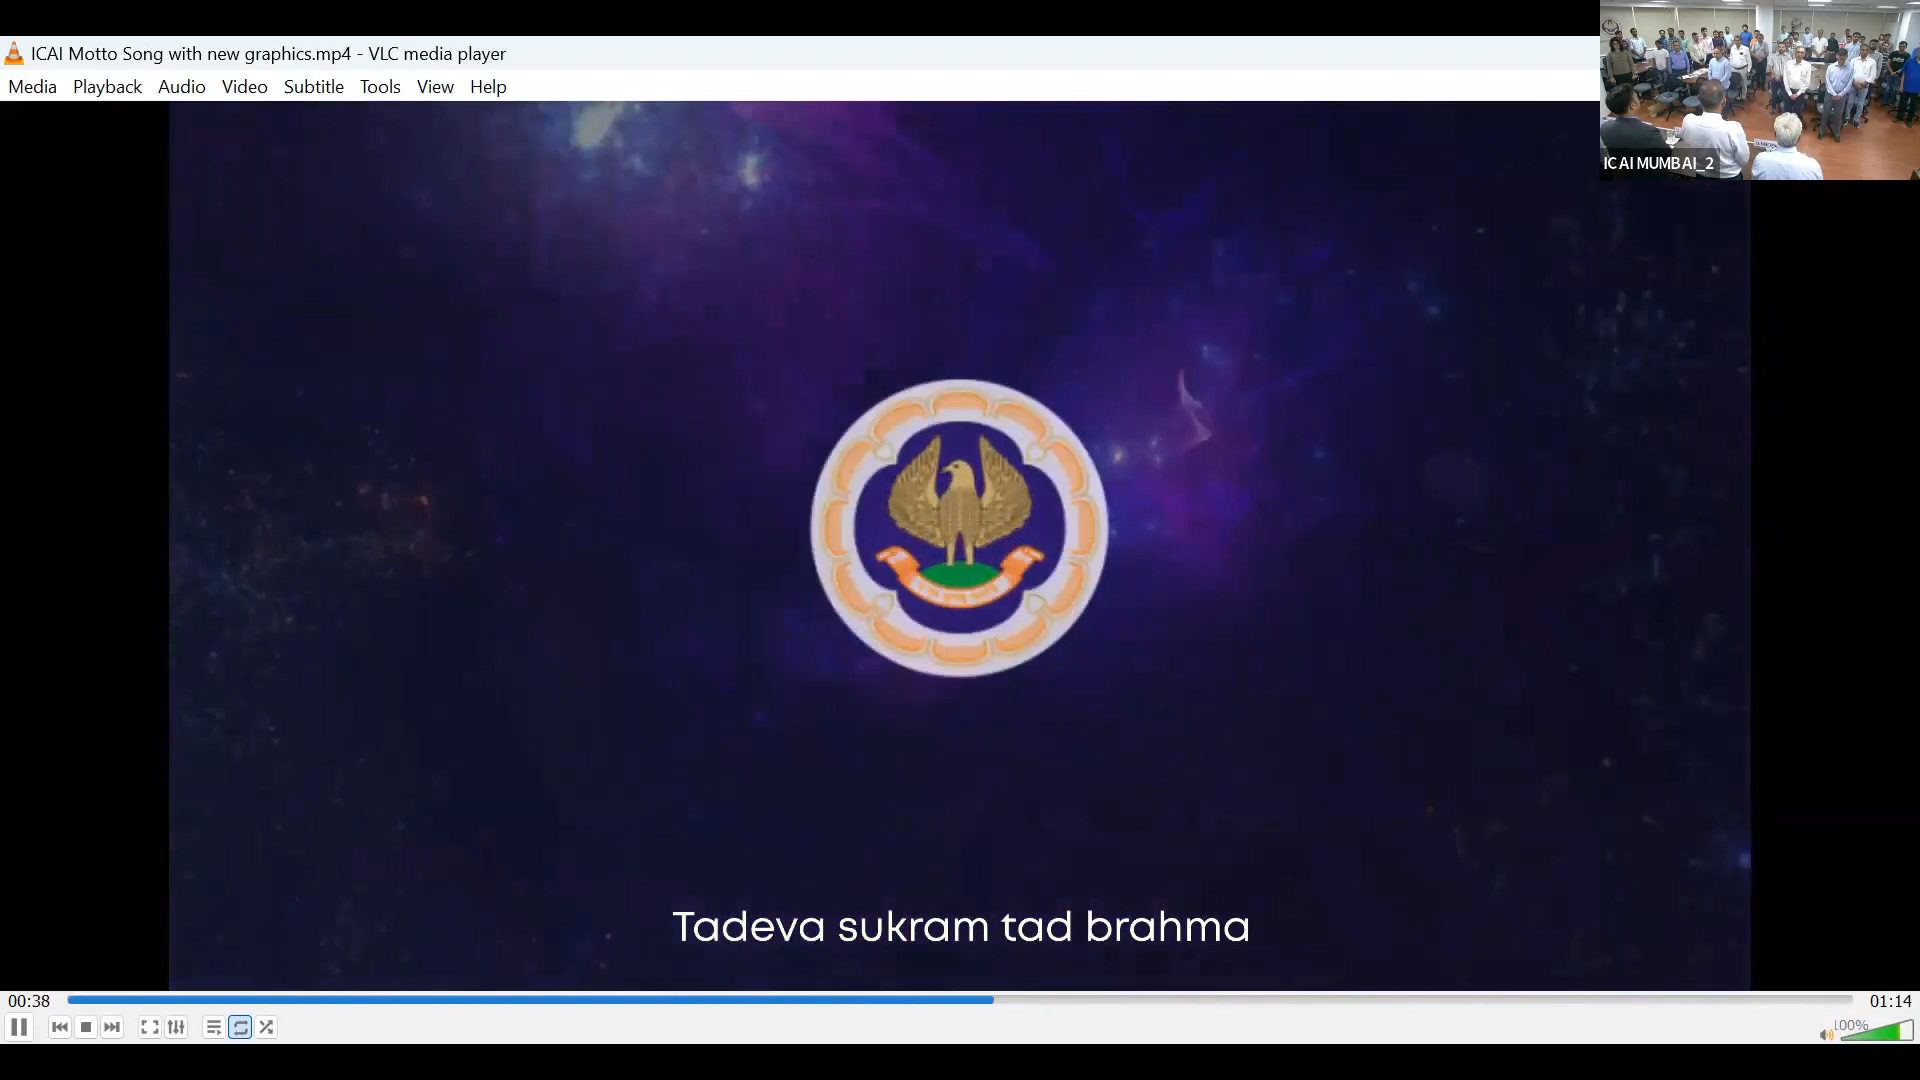 ICAI Motto Song with new graphics.mp4 - VLC media player
Media Playback Audio Video Subtitle Tools View Help
ICAI MUMBAI_2
Tadeva sukram tad brahma
00:38
01:14
100%